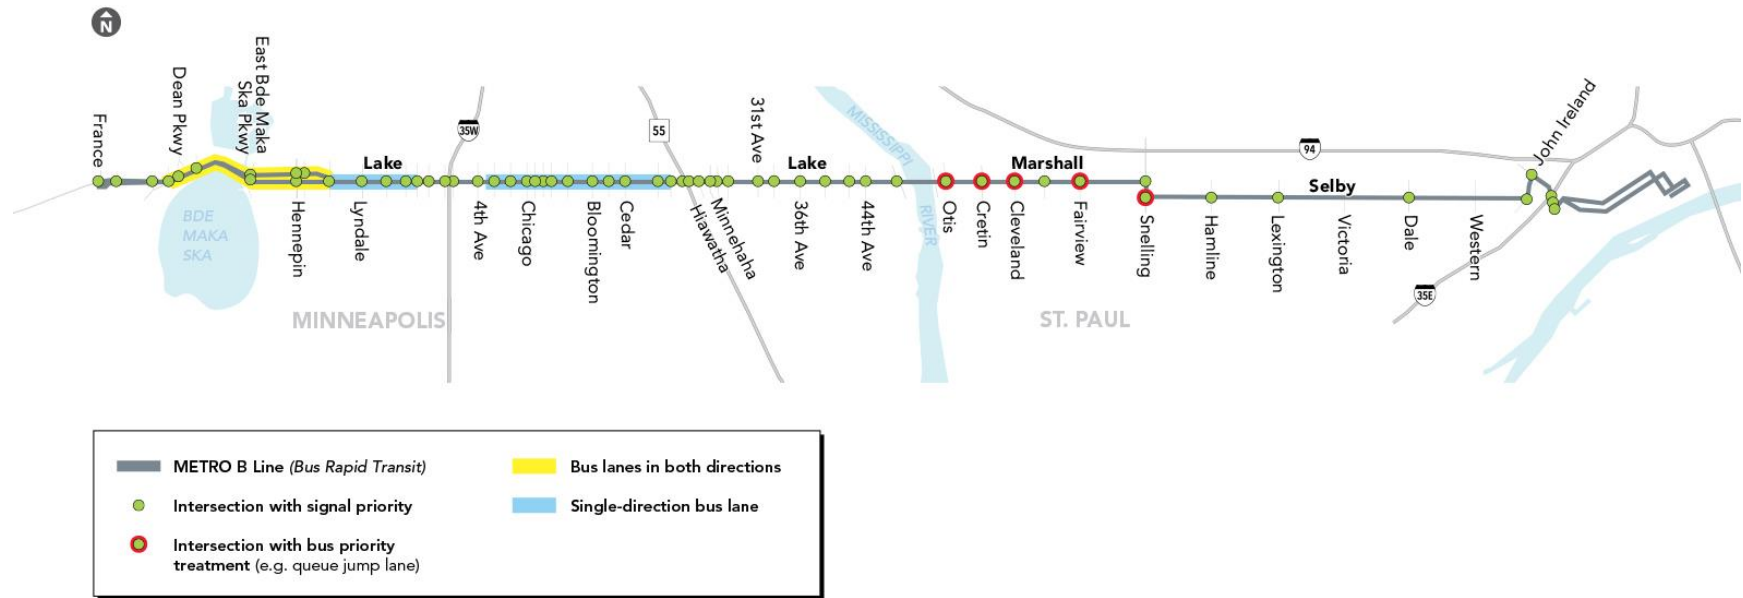 N
France
Dean Pkwy
East Bde Maka
Ska Pkwy
Lake
35W
55
31st Ave
Lake
MISSISSIPPI
RIVER
Marshall
94
Selby
John Ireland
BDE
MAKA
SKA
Hennepin
Lyndale
4th Ave
Chicago
Bloomington
Cedar
Hiawatha
Minnehaha
36th Ave
44th Ave
Otis
Cretin
Cleveland
Fairview
Snelling
Hamline
Lexington
Victoria
Dale
Western
35E
MINNEAPOLIS
ST. PAUL
METRO B Line (Bus Rapid Transit)
Intersection with signal priority
Intersection with bus priority
treatment (e.g. queue jump lane)
Bus lanes in both directions
Single-direction bus lane